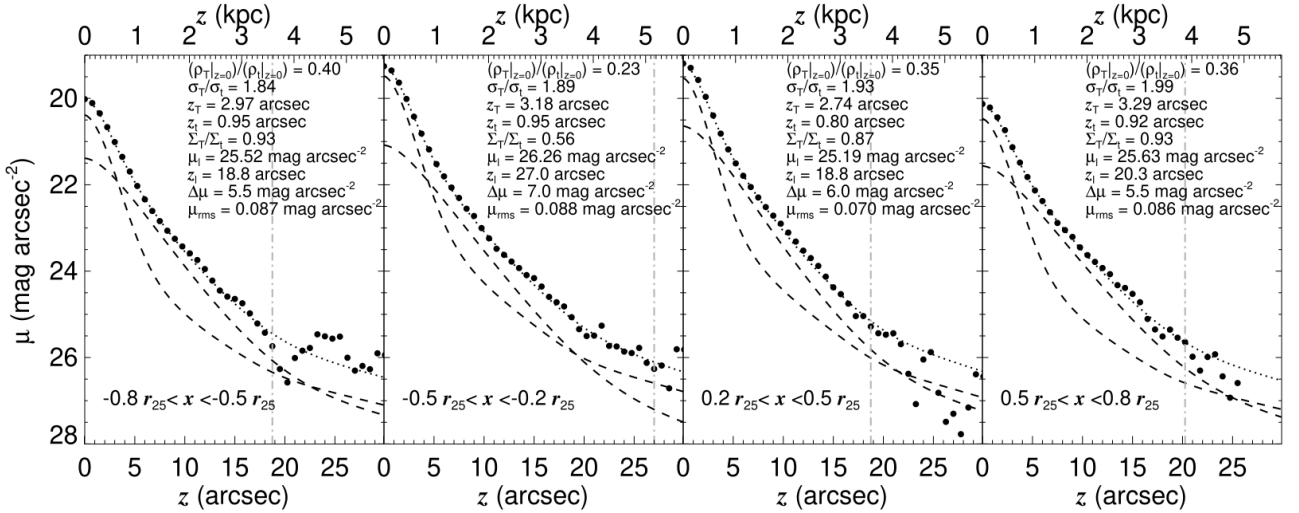 z (kpc) z (kpc) z (kpc) z (kpc)
0 1 2 3 4 5 0 1 2 3 4 5 0 1 2 3 4 5 0 1 2 3 4 5
(ρT|z=0)/(ρt|z=0) = 0.40
σT/σt = 1.84
zT = 2.97 arcsec
zt = 0.95 arcsec
ΣT/Σt = 0.93
μl = 25.52 mag arcsec-2
zl = 18.8 arcsec
Δμ = 5.5 mag arcsec-2
μrms = 0.087 mag arcsec-2
-0.8 r25< x <-0.5 r25
(ρT|z=0)/(ρt|z=0) = 0.23
σT/σt = 1.89
zT = 3.18 arcsec
zt = 0.95 arcsec
ΣT/Σt = 0.56
μl = 26.26 mag arcsec-2
zl = 27.0 arcsec
Δμ = 7.0 mag arcsec-2
μrms = 0.088 mag arcsec-2
-0.5 r25< x <-0.2 r25
(ρT|z=0)/(ρt|z=0) = 0.35
σT/σt = 1.93
zT = 2.74 arcsec
zt = 0.80 arcsec
ΣT/Σt = 0.87
μl = 25.19 mag arcsec-2
zl = 18.8 arcsec
Δμ = 6.0 mag arcsec-2
μrms = 0.070 mag arcsec-2
0.2 r25< x <0.5 r25
(ρT|z=0)/(ρt|z=0) = 0.36
σT/σt = 1.99
zT = 3.29 arcsec
zt = 0.92 arcsec
ΣT/Σt = 0.93
μl = 25.63 mag arcsec-2
zl = 20.3 arcsec
Δμ = 5.5 mag arcsec-2
μrms = 0.086 mag arcsec-2
0.5 r25< x <0.8 r25
μ (mag arcsec-2)
20
22
24
26
28
0 5 10 15 20 25 0 5 10 15 20 25 0 5 10 15 20 25 0 5 10 15 20 25
z (arcsec) z (arcsec) z (arcsec) z (arcsec)